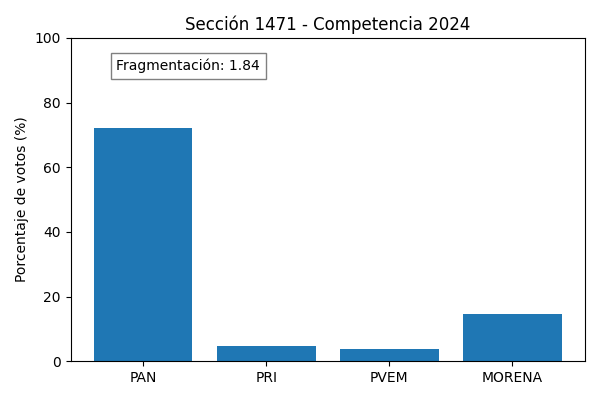 Sección 1471 - Competencia 2024
Fragmentación: 1.84
Porcentaje de votos (%)
100
80
60
40
20
0
PAN PRI PVEM MORENA